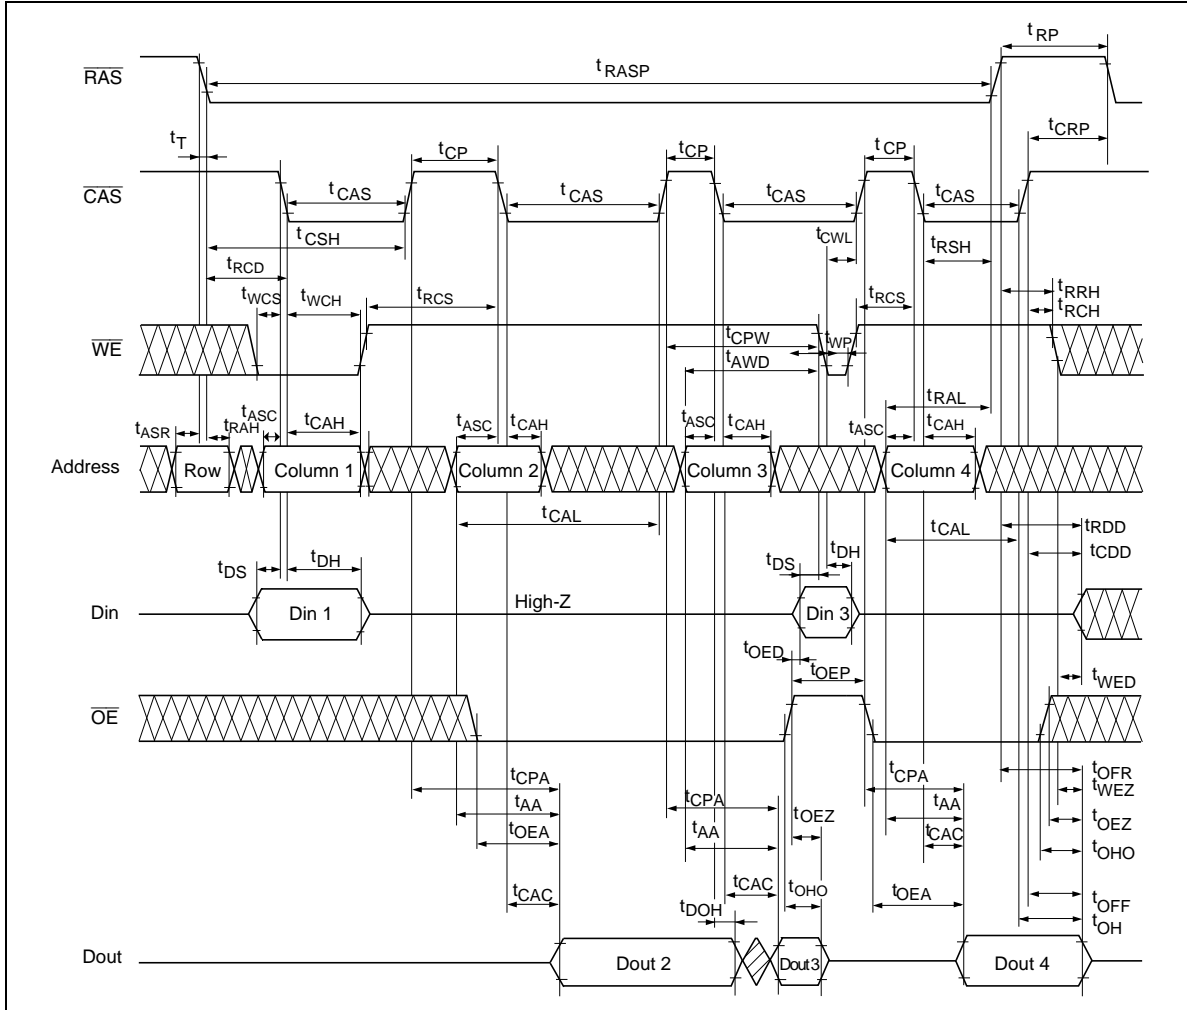 tRP
RAS
tRASP
tT
tCRP
tCP
tCP
tCP
CAS
tCAS
tCAS
tCAS
tCAS
tCSH
tCWL
tRSH
tRCD
tWCS
tWCH
tRCS
tRCS
tRRH
tRCH
WE
tCPW
tWP
tAWD
tRAL
tASR
tRAH
tASC
tCAH
tASC
tCAH
tASC
tCAH
tASC
tCAH
Address
Row
Column 1
Column 2
Column 3
Column 4
tCAL
tCAL
tRDD
tCDD
tDS
tDH
tDS
tDH
Din
Din 1
High-Z
Din 3
tOED
tOEP
tWED
OE
tCPA
tCPA
tCPA
tOFR
tWEZ
tAA
tAA
tAA
tOEZ
tOEZ
tOEA
tCAC
tOHO
tCAC
tCAC
tOHO
tOEA
tDOH
tOFF
tOH
Dout
Dout 2
Dout 3
Dout 4